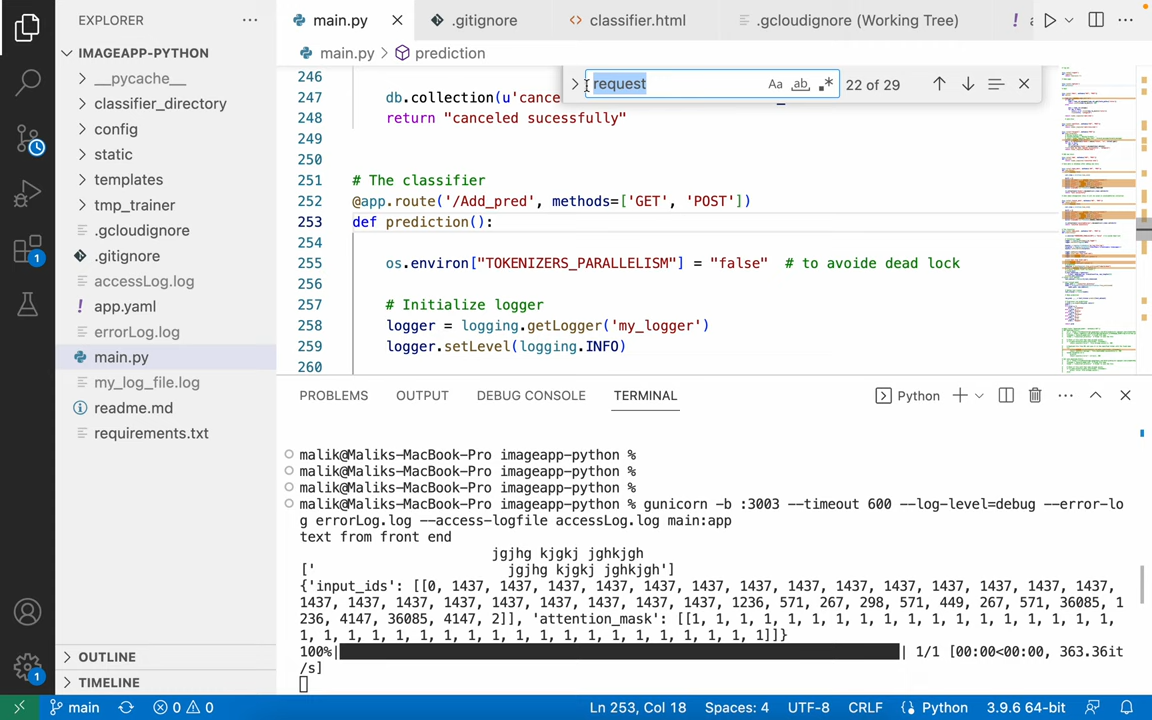 EXPLORER
main.py
.gitignore
classifier.html
.gcloudignore (Working Tree)
IMAGEAPP-PYTHON
main.py > prediction
request
Aa
ab
22 of 29
__pycache__
classifier_directory
config
static
templates
tmp_trainer
.gcloudignore
.gitignore
accessLog.log
app.yaml
errorLog.log
main.py
my_log_file.log
readme.md
requirements.txt
OUTLINE
TIMELINE
246
247 db.collection(u'cance
248 return "canceled sucessfully"
249
250
251 # The classifier
252 @app.route('/Add_pred', methods=['GET', 'POST'])
253 def prediction():
254
255 os.environ["TOKENIZERS_PARALLELISM"] = "false" # to avoide dead lock
256
257 # Initialize logger
258 logger = logging.getLogger('my_logger')
259 logger.setLevel(logging.INFO)
260
PROBLEMS OUTPUT DEBUG CONSOLE TERMINAL Python
malik@Maliks-MacBook-Pro imageapp-python %
malik@Maliks-MacBook-Pro imageapp-python %
malik@Maliks-MacBook-Pro imageapp-python %
malik@Maliks-MacBook-Pro imageapp-python % gunicorn -b :3003 --timeout 600 --log-level=debug --error-lo
g errorLog.log --access-logfile accessLog.log main:app
text from front end
jgjhg kjgkj jghkjgh
[' jgjhg kjgkj jghkjgh']
{'input_ids': [[0, 1437, 1437, 1437, 1437, 1437, 1437, 1437, 1437, 1437, 1437, 1437, 1437, 1437, 1437,
1437, 1437, 1437, 1437, 1437, 1437, 1437, 1437, 1437, 1236, 571, 267, 298, 571, 449, 267, 571, 36085, 1
236, 4147, 36085, 4147, 2]], 'attention_mask': [[1, 1, 1, 1, 1, 1, 1, 1, 1, 1, 1, 1, 1, 1, 1, 1, 1, 1,
1, 1, 1, 1, 1, 1, 1, 1, 1, 1, 1, 1, 1, 1, 1, 1, 1, 1, 1]]}
100%| | 1/1 [00:00<00:00, 363.36it
/s]
main
0 0
Ln 253, Col 18 Spaces: 4 UTF-8 CRLF Python 3.9.6 64-bit